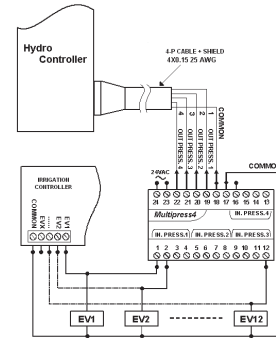 Hydro
Controller
4-P CABLE + SHIELD
4X0.15 25 AWG
4 3 2 1
OUT PRESS. 4
OUT PRESS. 3
OUT PRESS. 2
OUT PRESS. 1
COMMON
24VAC
COMMO
24 23 22 21 20 19 18 17 16 15 14 13
Multipress4
IN. PRESS.4
IN. PRESS.1 IN. PRESS.2 IN. PRESS.3
1 2 3 4 5 6 7 8 9 10 11 12
IRRIGATION
CONTROLLER
COMMON
EVX
......
EV2
EV1
EV1 EV2 EV12